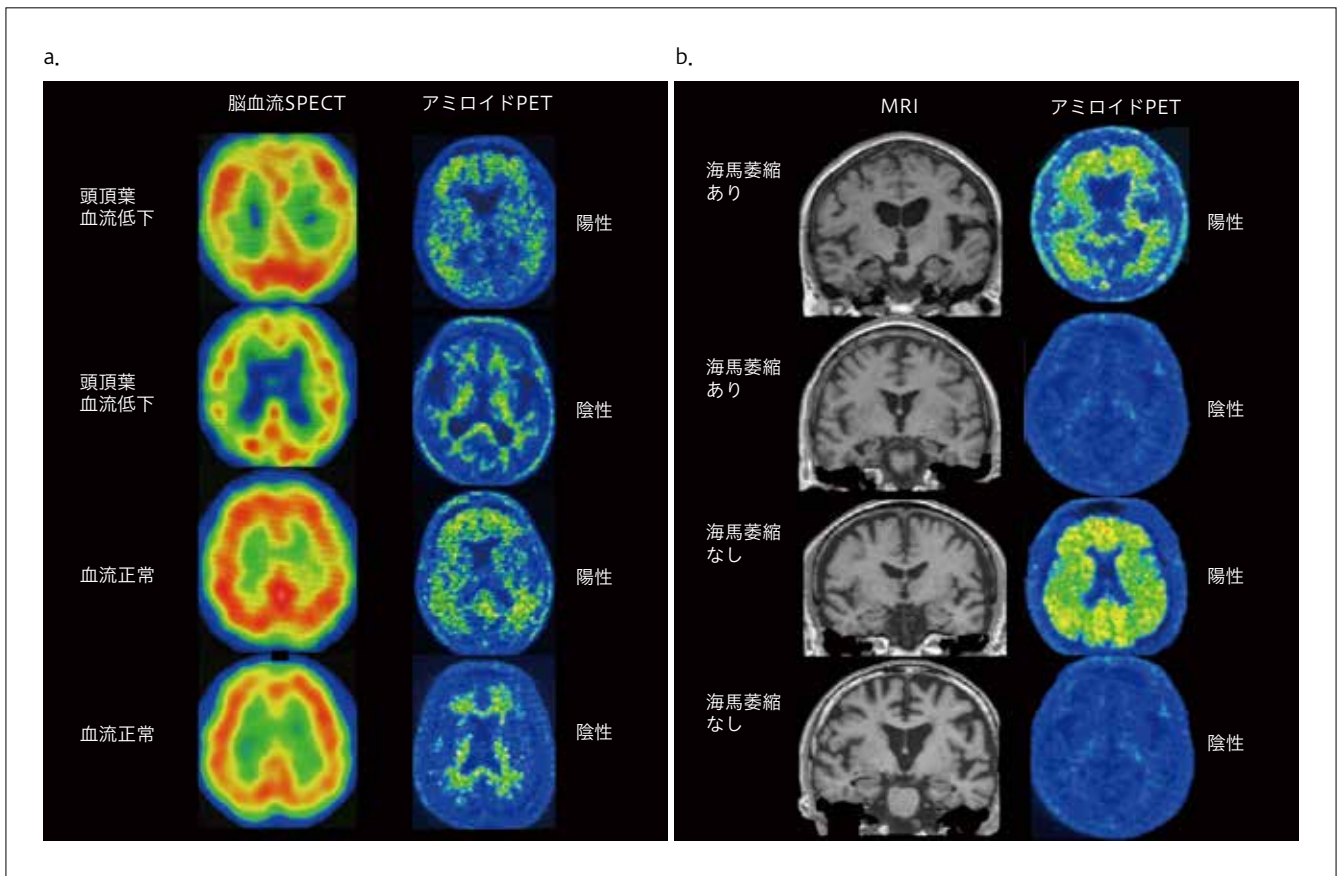 a.
脳血流SPECT
アミロイドPET
頭頂葉
血流低下
陽性
頭頂葉
血流低下
陰性
血流正常
陽性
血流正常
陰性
b.
MRI
アミロイドPET
海馬萎縮
あり
陽性
海馬萎縮
あり
陰性
海馬萎縮
なし
陽性
海馬萎縮
なし
陰性